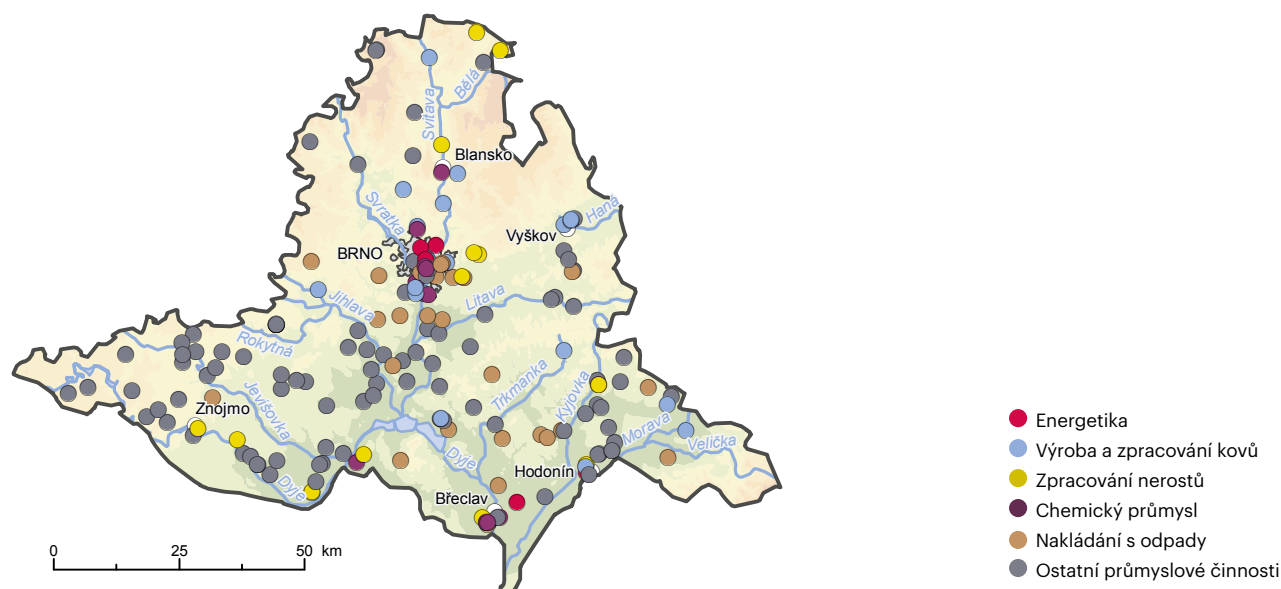 Bělá
Svitava
Blansko
Svratka
Haná
Vyškov
BRNO
Litava
Jihlava
Rokytná
Trkmanka
Kyjovka
Jevišovka
Znojmo
Morava
Velička
Dyje
Hodonín
Dyje
Břeclav
0 25 50 km
Energetika
Výroba a zpracování kovů
Zpracování nerostů
Chemický průmysl
Nakládání s odpady
Ostatní průmyslové činnosti